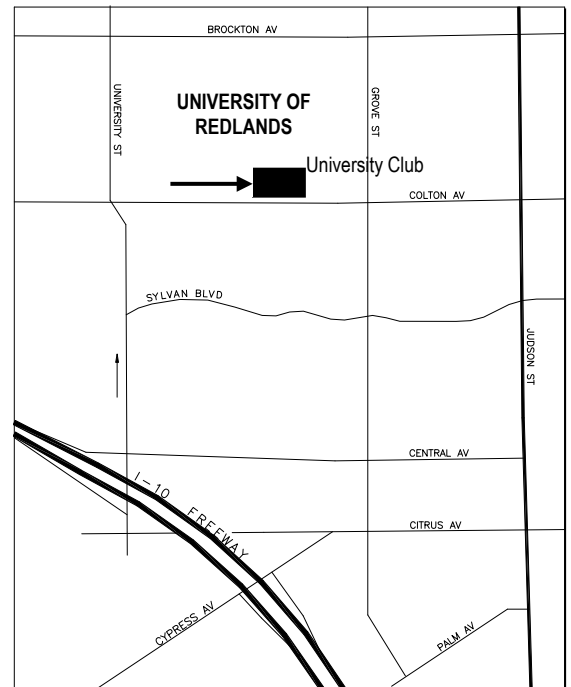 BROCKTON AV
UNIVERSITY ST
UNIVERSITY OF
REDLANDS
GROVE ST
University Club
COLTON AV
SYLVAN BLVD
JUDSON ST
CENTRAL AV
I-10 FREEWAY
CITRUS AV
CYPRESS AV
PALM AV